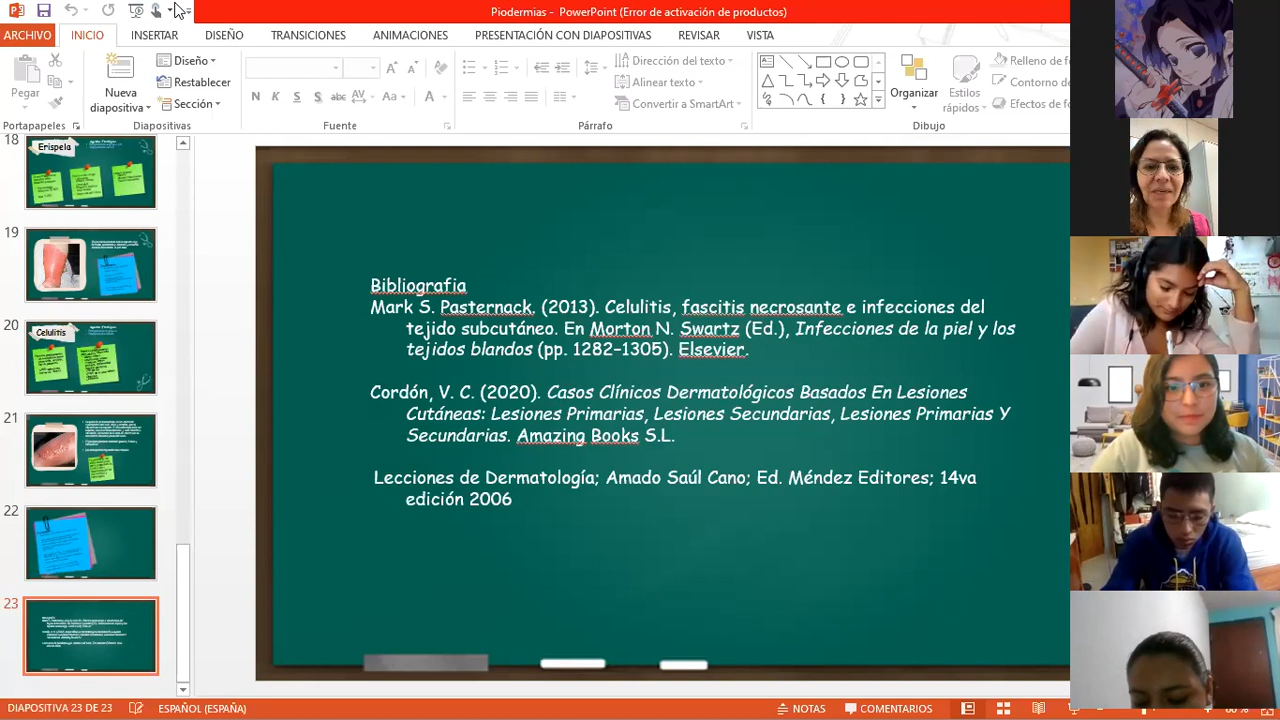 Piodermias - PowerPoint (Error de activación de productos)
ARCHIVO INICIO INSERTAR DISEÑO TRANSICIONES ANIMACIONES PRESENTACIÓN CON DIAPOSITIVAS REVISAR VISTA
Pegar
Portapapeles
Nueva
diapositiva
Diseño
Restablecer
Sección
Diapositivas
N K S S abc AV Aa A
Fuente
Dirección del texto
Alinear texto
Convertir a SmartArt
Párrafo
Organizar
Estilos
rápidos
Relleno de
Contorno
Efectos de
Dibujo
18
Erispela
19
20
Celulitis
21
22
23
Bibliografia
Mark S. Pasternack. (2013). Celulitis, fascitis necrosante e infecciones del
tejido subcutáneo. En Morton N. Swartz (Ed.), Infecciones de la piel y los
tejidos blandos (pp. 1282–1305). Elsevier.
Cordón, V. C. (2020). Casos Clínicos Dermatológicos Basados En Lesiones
Cutáneas: Lesiones Primarias, Lesiones Secundarias, Lesiones Primarias Y
Secundarias. Amazing Books S.L.
Lecciones de Dermatología; Amado Saúl Cano; Ed. Méndez Editores; 14va
edición 2006
DIAPOSITIVA 23 DE 23 ESPAÑOL (ESPAÑA) NOTAS COMENTARIOS